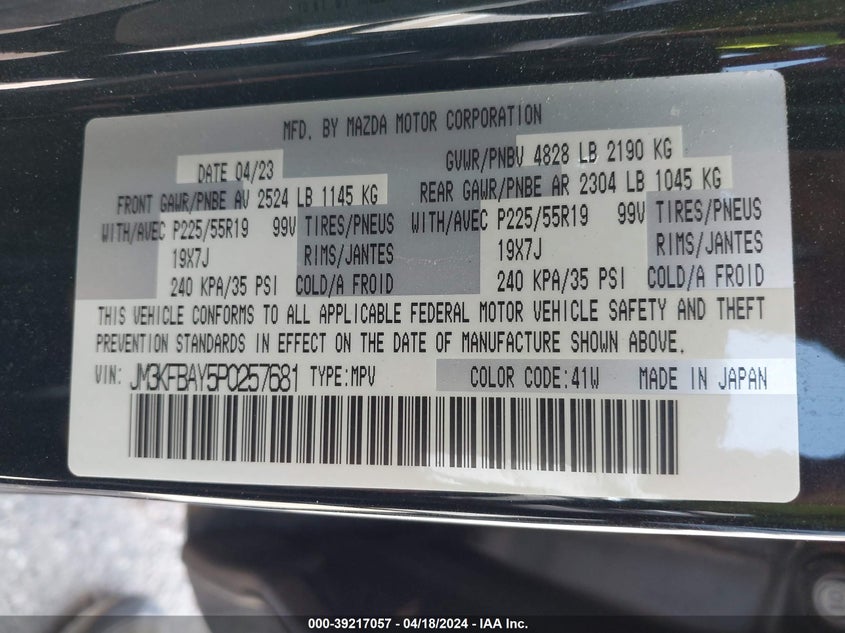 MFD. BY MAZDA MOTOR CORPORATION
DATE 04/23 GVWR/PNBV 4828 LB 2190 KG
FRONT GAWR/PNBE AV 2524 LB 1145 KG REAR GAWR/PNBE AR 2304 LB 1045 KG
WITH/AVEC P225/55R19 99V TIRES/PNEUS WITH/AVEC P225/55R19 99V TIRES/PNEUS
19X7J RIMS/JANTES 19X7J RIMS/JANTES
240 KPA/35 PSI COLD/A FROID 240 KPA/35 PSI COLD/A FROID
THIS VEHICLE CONFORMS TO ALL APPLICABLE FEDERAL MOTOR VEHICLE SAFETY AND THEFT
PREVENTION STANDARDS IN EFFECT ON THE DATE OF MANUFACTURE SHOWN ABOVE.
VIN: JM3KFBAY5P0257681 TYPE:MPV COLOR CODE:41W MADE IN JAPAN
000-39217057 - 04/18/2024 - IAA Inc.